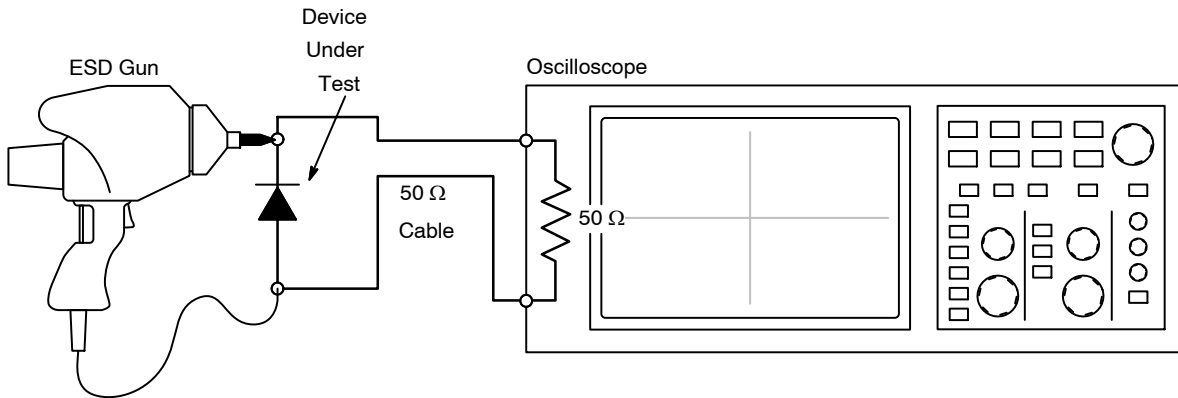 Device
Under
Test
ESD Gun
Oscilloscope
50 Ω
Cable
50 Ω